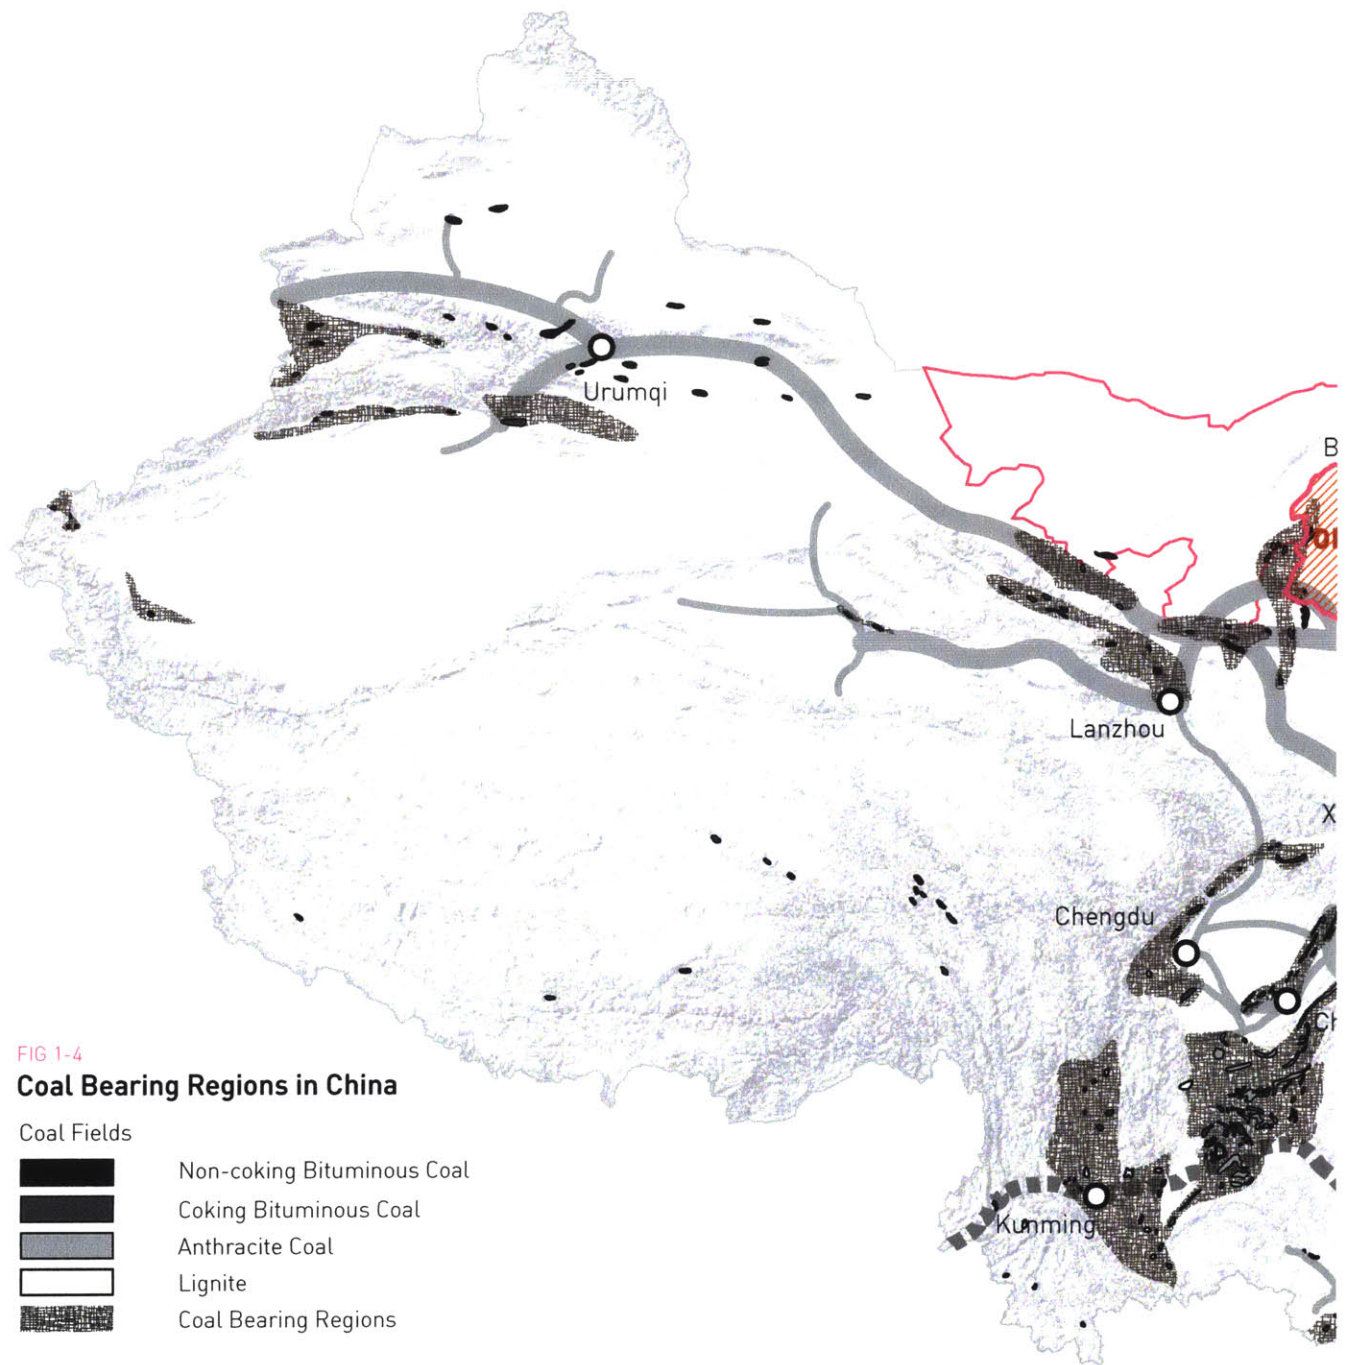 Urumqi
B
Lanzhou
X
Chengdu
Kunming
FIG 1-4
Coal Bearing Regions in China
Coal Fields
Non-coking Bituminous Coal
Coking Bituminous Coal
Anthracite Coal
Lignite
Coal Bearing Regions